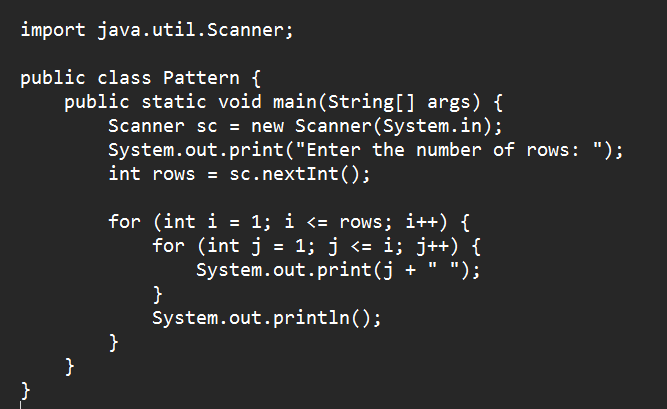 import java.util.Scanner;

public class Pattern {
    public static void main(String[] args) {
        Scanner sc = new Scanner(System.in);
        System.out.print("Enter the number of rows: ");
        int rows = sc.nextInt();

        for (int i = 1; i <= rows; i++) {
            for (int j = 1; j <= i; j++) {
                System.out.print(j + " ");
            }
            System.out.println();
        }
    }
}